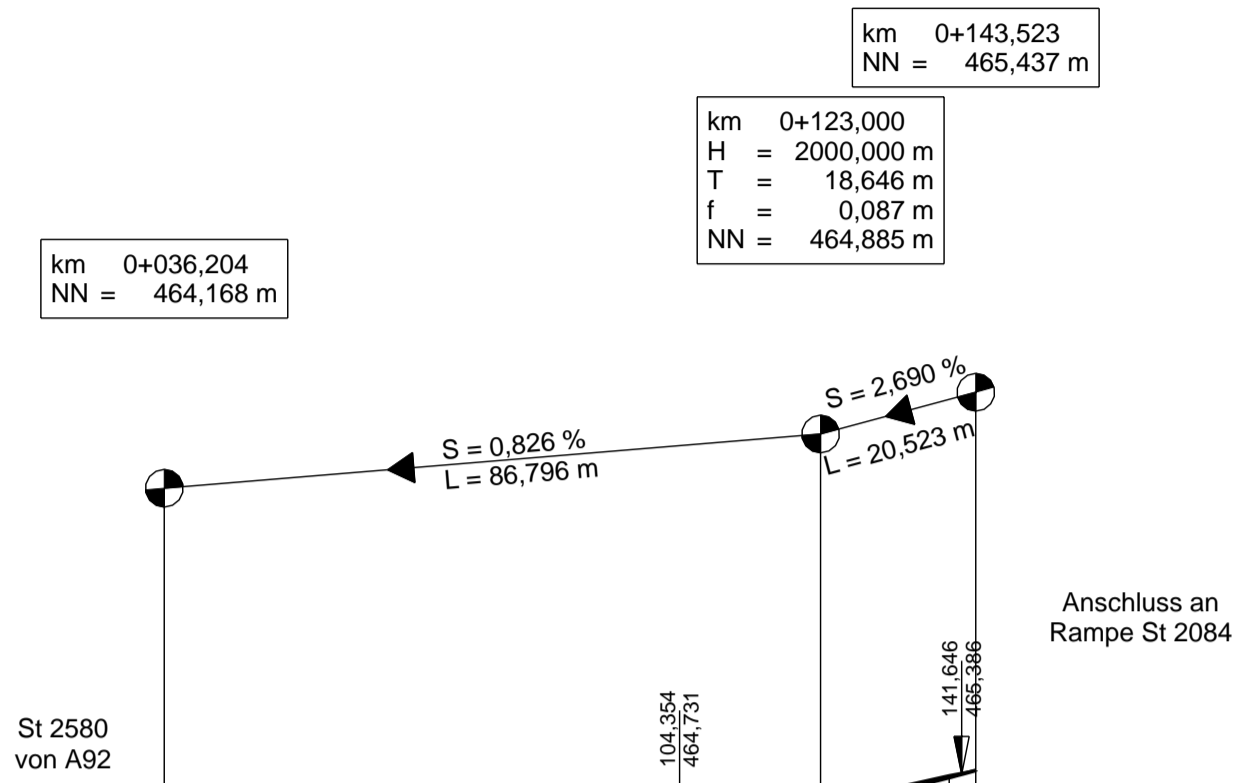 km 0+143,523
NN = 465,437 m
km 0+123,000
H = 2000,000 m
T = 18,646 m
f = 0,087 m
NN = 464,885 m
km 0+036,204
NN = 464,168 m
S = 2,690 %
L = 20,523 m
S = 0,826 %
L = 86,796 m
Anschluss an
Rampe St 2084
141,646
465,386
104,354
464,731
St 2580
von A92